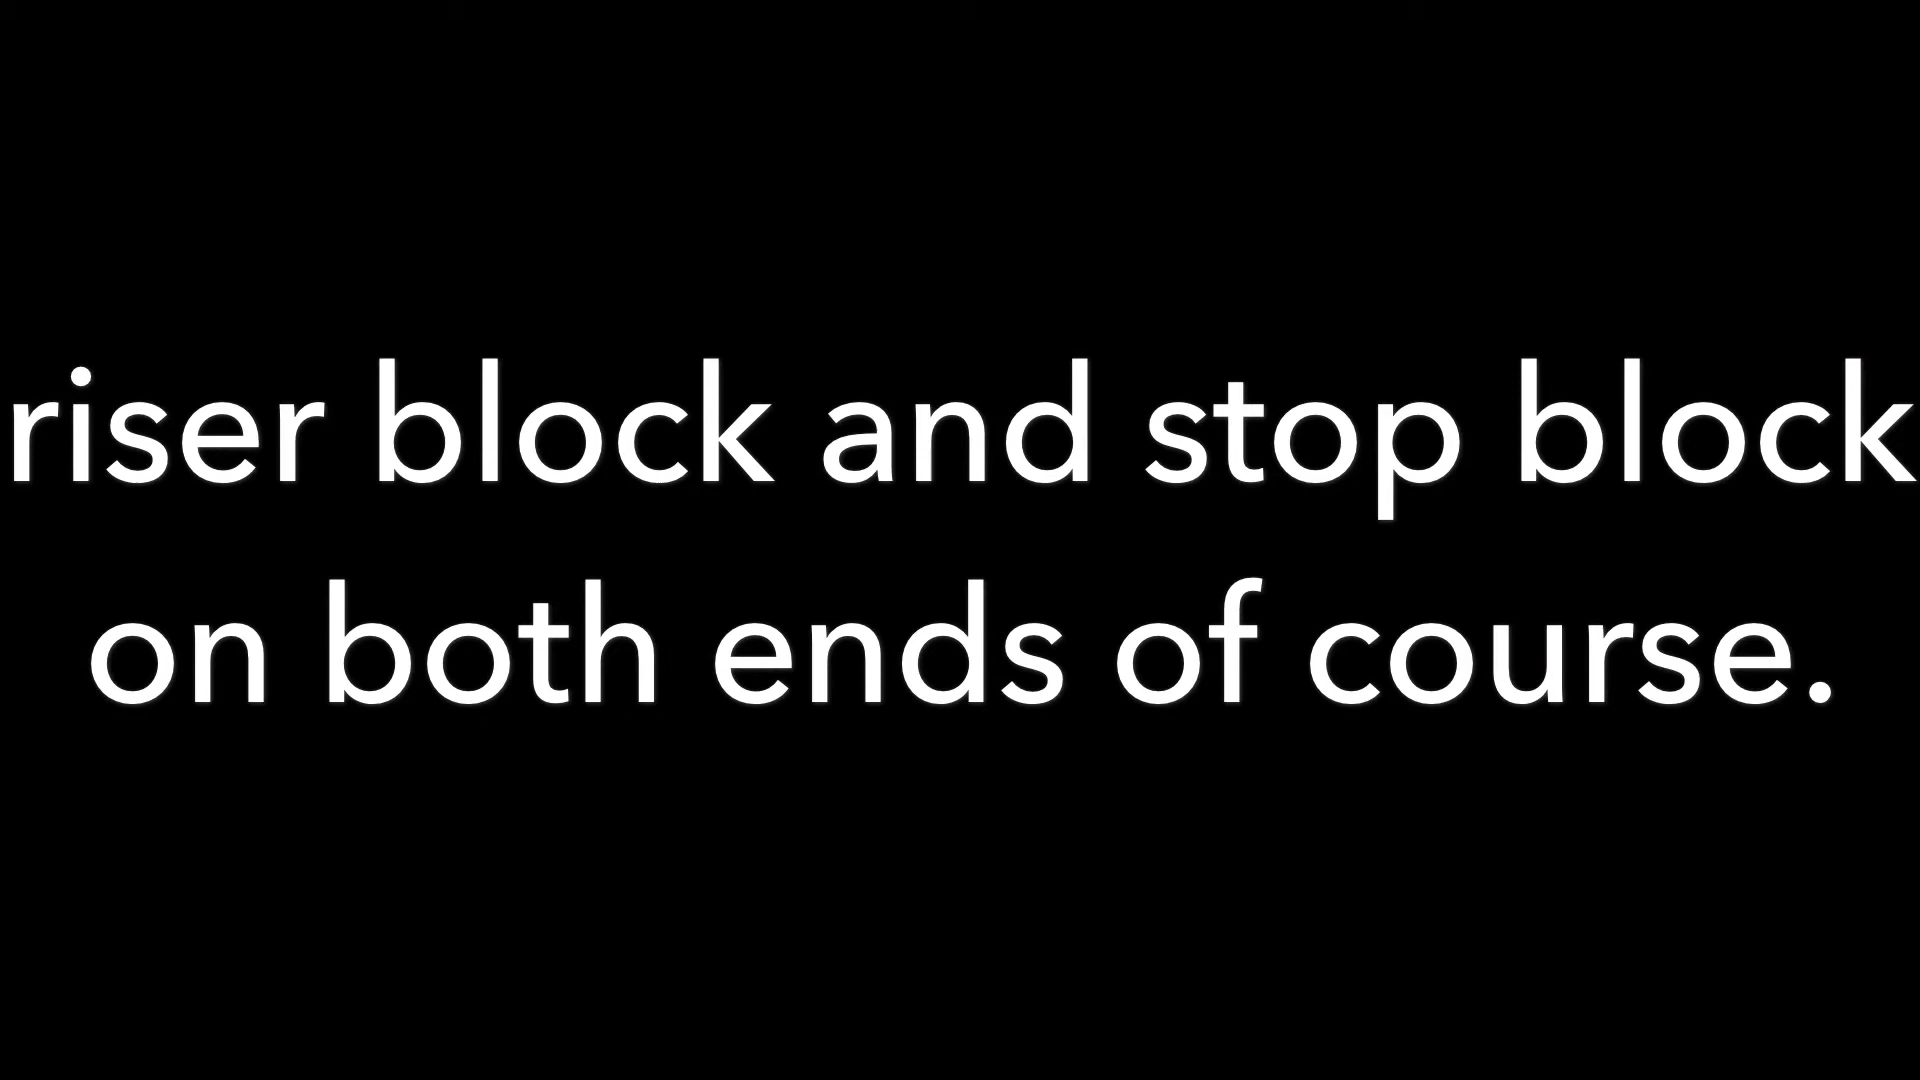 riser block and stop block
on both ends of course.